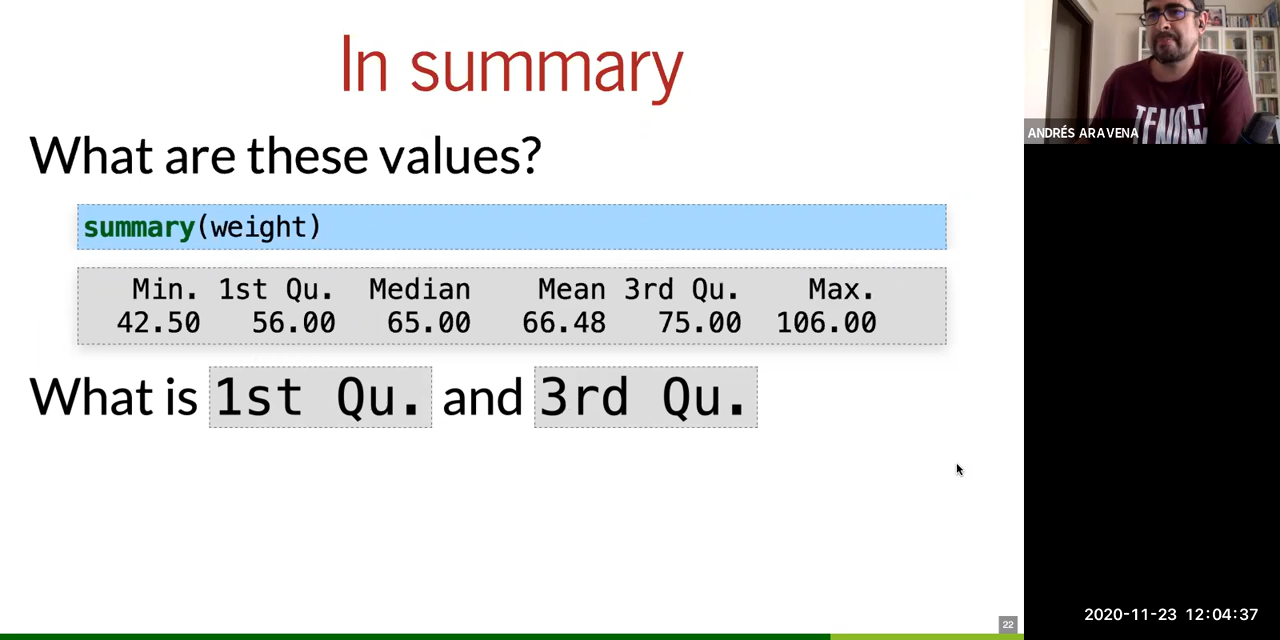 In summary
What are these values?
summary(weight)
Min. 1st Qu. Median Mean 3rd Qu. Max.
42.50 56.00 65.00 66.48 75.00 106.00
What is 1st Qu. and 3rd Qu.
22
ANDRÉS ARAVENA
2020-11-23 12:04:37